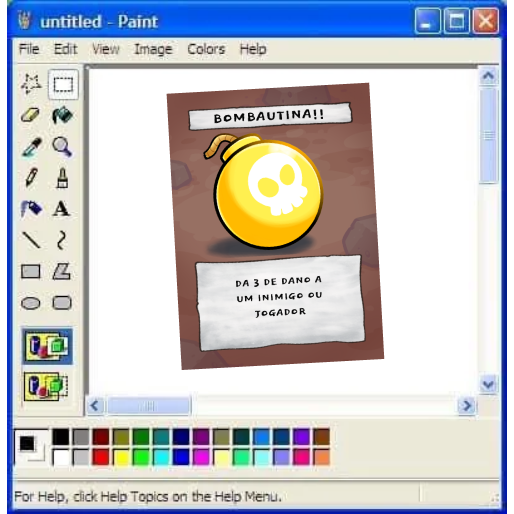 untitled - Paint
File Edit View Image Colors Help
BOMBAUTINA!!
DA 3 DE DANO A
UM INIMIGO OU
JOGADOR
A
For Help, click Help Topics on the Help Menu.